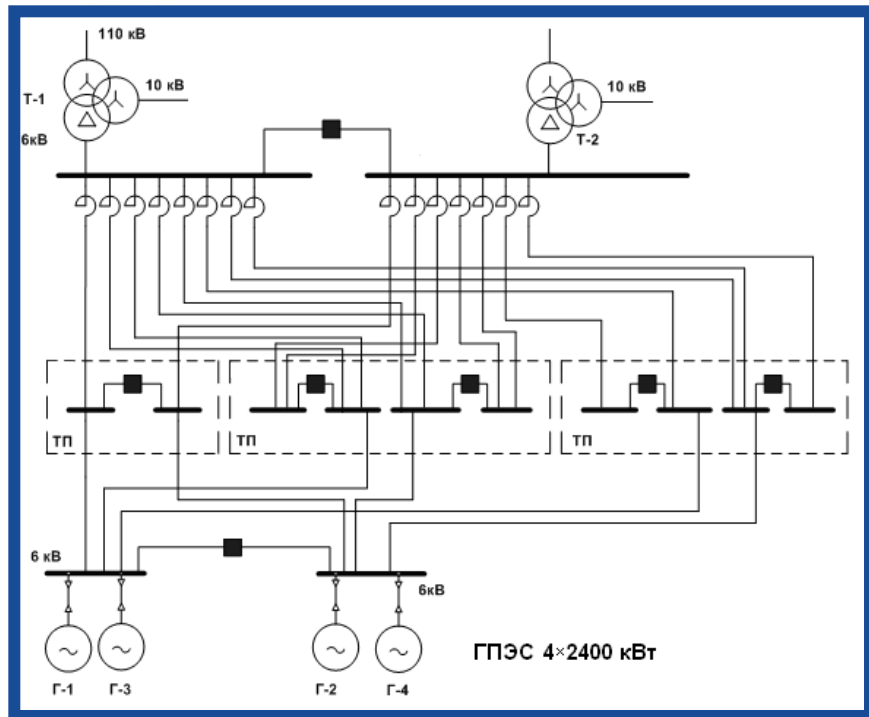 110 кВ
10 кВ
Т-1
6кВ
10 кВ
Т-2
ТП
ТП
ТП
6 кВ
6кВ
ГПЭС 4×2400 кВт
Г-1
Г-3
Г-2
Г-4